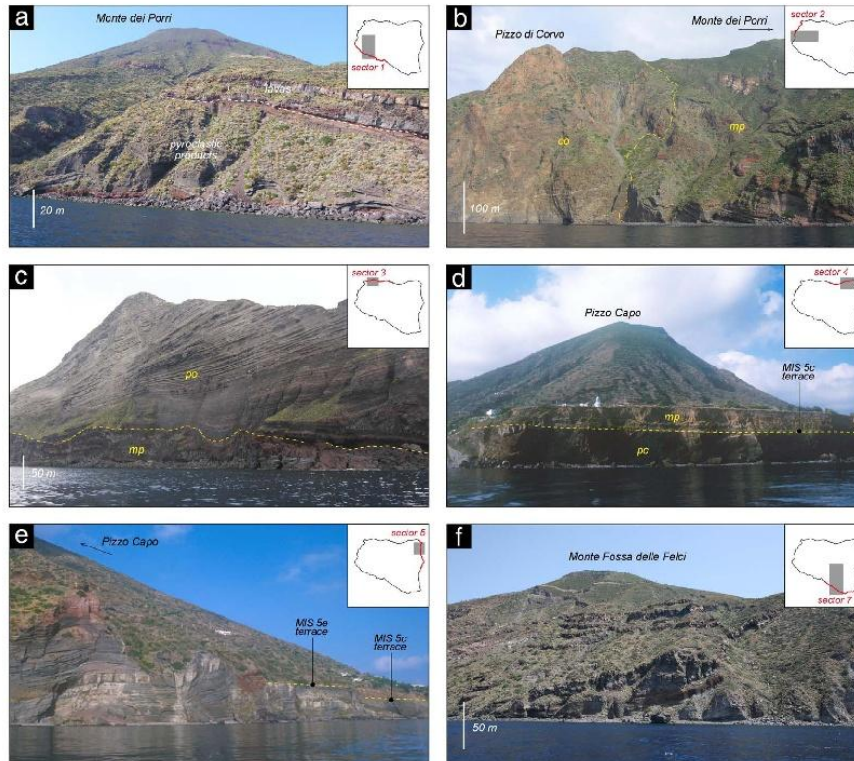 a
Monte dei Porri
sector 1
lavas
pyroclastic
products
20 m
b
Pizzo di Corvo
Monte dei Porri
sector 2
co
mp
100 m
c
sector 3
po
mp
50 m
d
Pizzo Capo
sector 4
MIS 5c
terrace
mp
pc
e
Pizzo Capo
sector 5
MIS 5e
terrace
MIS 5c
terrace
f
Monte Fossa delle Felci
sector 7
50 m